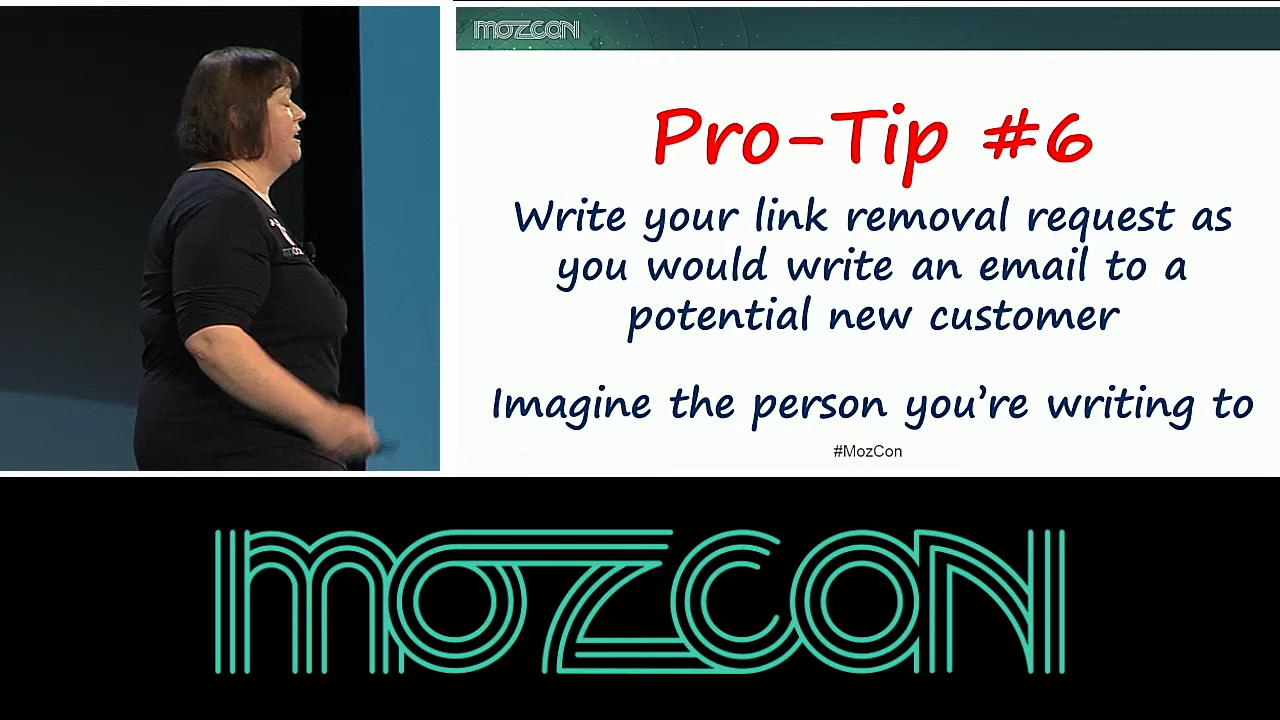 MOZCON
Pro-Tip #6
Write your link removal request as
you would write an email to a
potential new customer
Imagine the person you're writing to
#MozCon
MOZCON